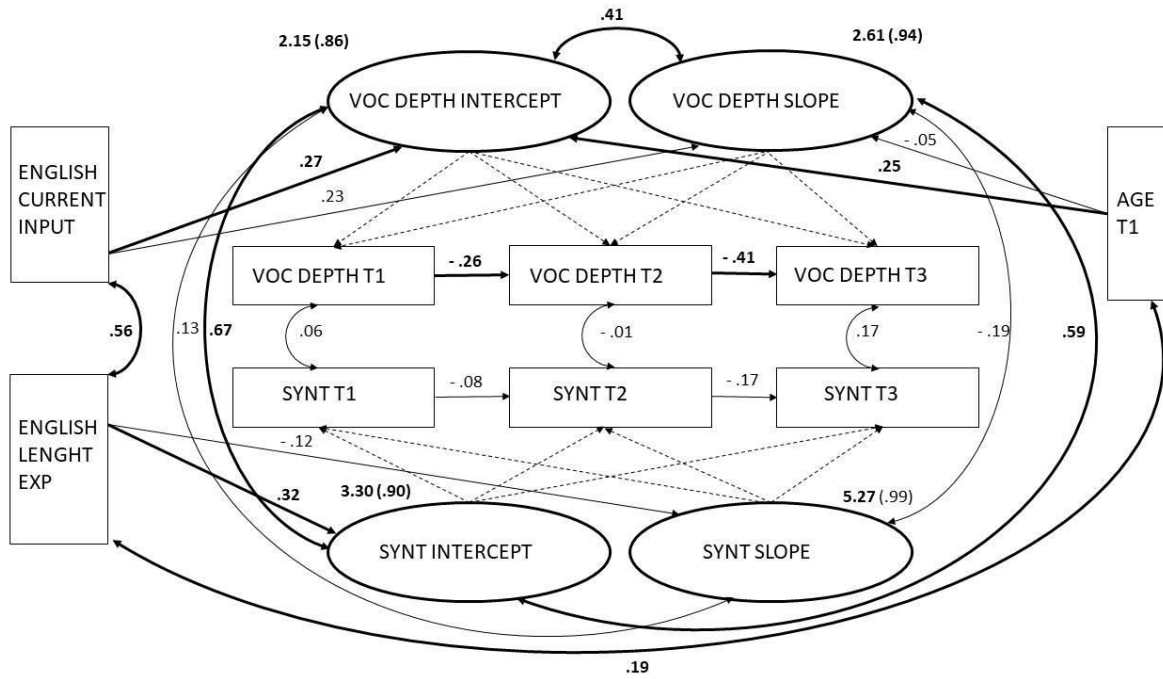 .41
2.15 (.86)
2.61 (.94)
VOC DEPTH INTERCEPT
VOC DEPTH SLOPE
ENGLISH
CURRENT
INPUT
.27
.23
- .05
.25
AGE
T1
VOC DEPTH T1
- .26
VOC DEPTH T2
- .41
VOC DEPTH T3
.56
.13
.67
.06
- .01
.17
- .19
.59
SYNT T1
- .08
SYNT T2
- .17
SYNT T3
ENGLISH
LENGHT
EXP
- .12
.32
3.30 (.90)
5.27 (.99)
SYNT INTERCEPT
SYNT SLOPE
.19